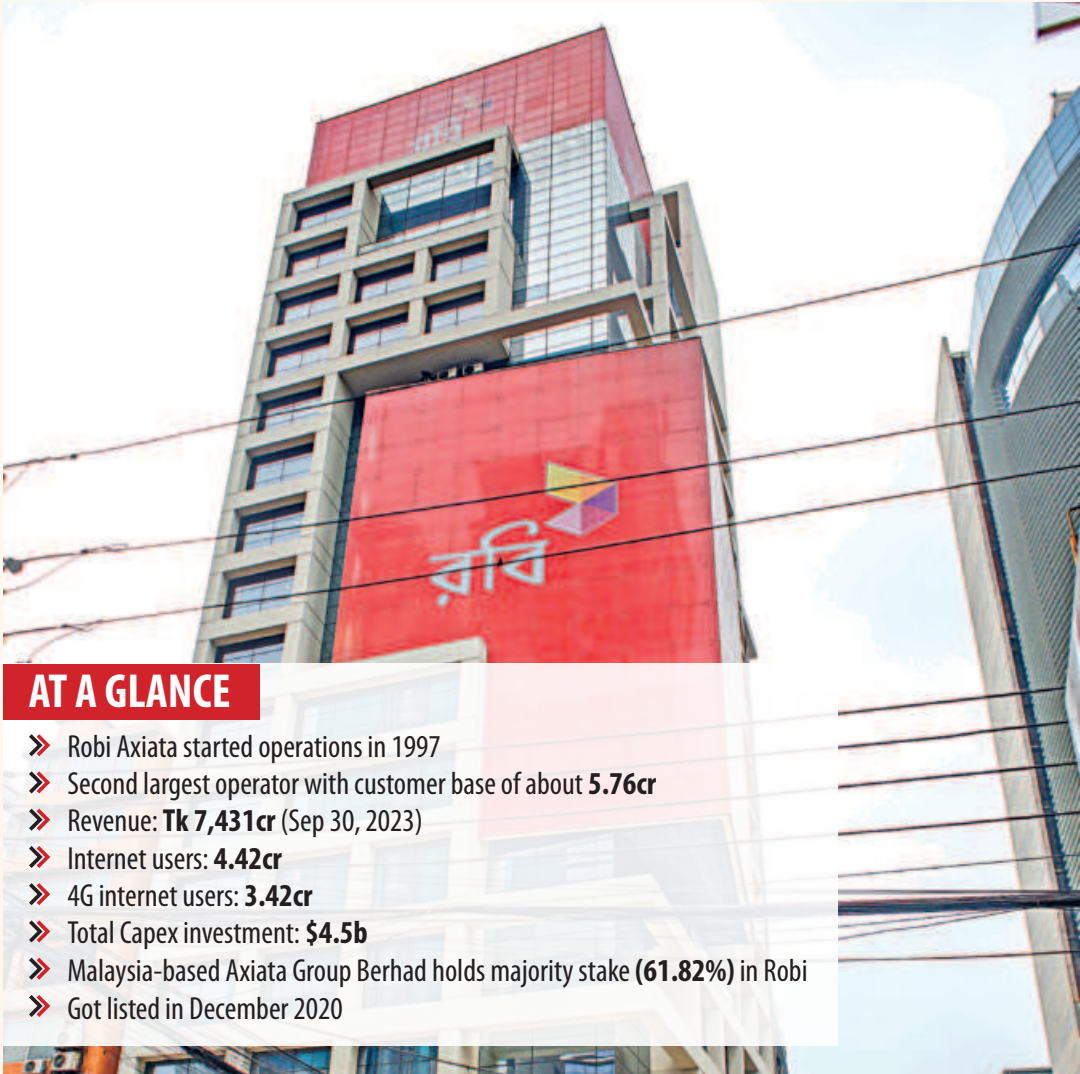 রবি
রবি
AT A GLANCE
Robi Axiata started operations in 1997
Second largest operator with customer base of about 5.76cr
Revenue: Tk 7,431cr (Sep 30, 2023)
Internet users: 4.42cr
4G internet users: 3.42cr
Total Capex investment: $4.5b
Malaysia-based Axiata Group Berhad holds majority stake (61.82%) in Robi
Got listed in December 2020